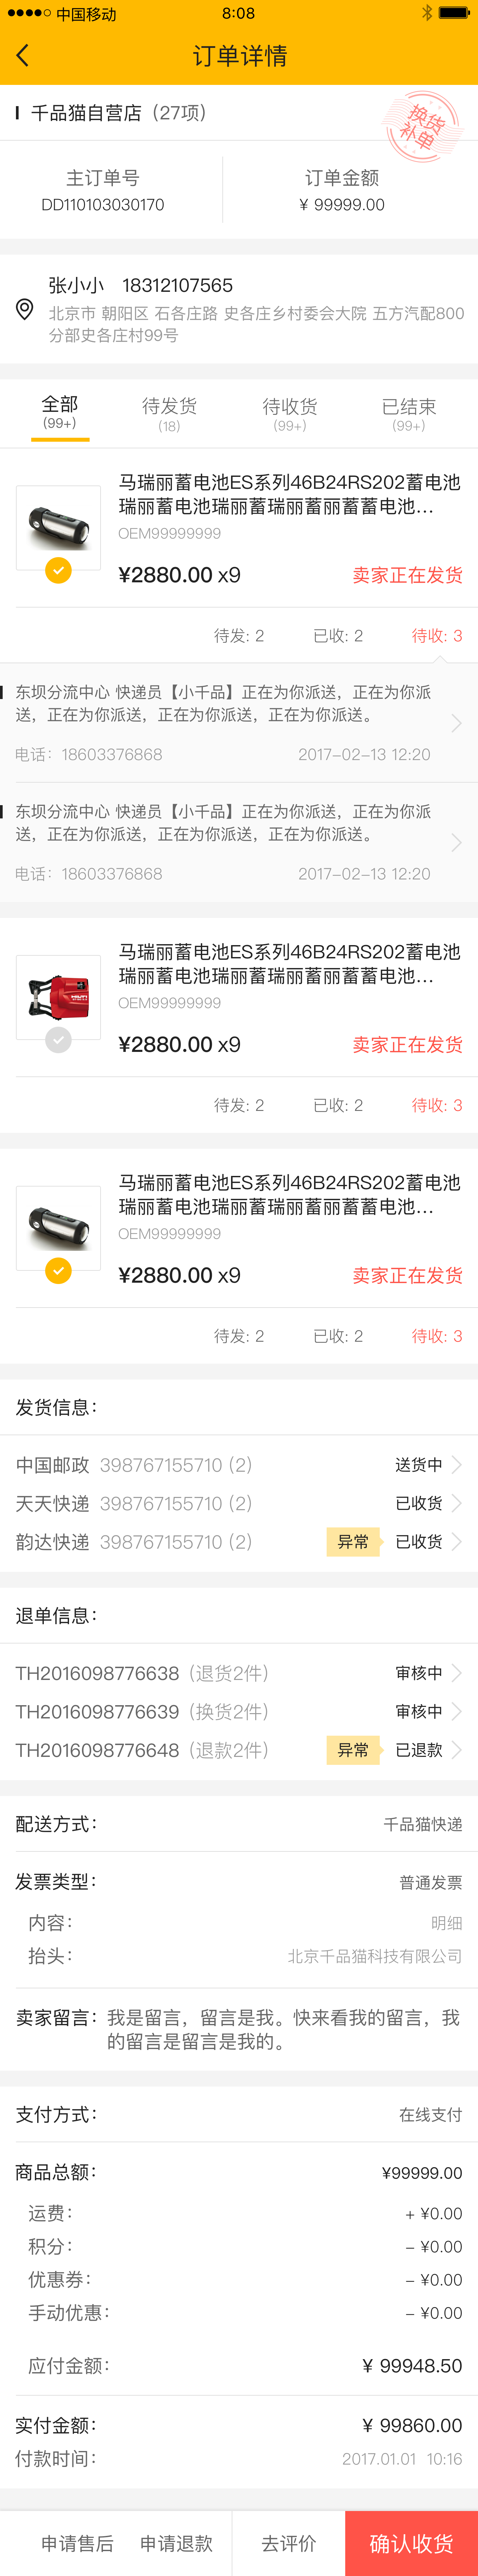 中国移动 8:08
订单详情
千品猫自营店（27项）
换货
补单
主订单号 订单金额
DD110103030170 ¥ 99999.00
张小小 18312107565
北京市 朝阳区 石各庄路 史各庄乡村委会大院 五方汽配800
分部史各庄村99号
全部 待发货 待收货 已结束
(99+) (18) (99+) (99+)
马瑞丽蓄电池ES系列46B24RS202蓄电池
瑞丽蓄电池瑞丽蓄瑞丽蓄丽蓄蓄电池...
OEM99999999
¥2880.00 x9 卖家正在发货
待发: 2 已收: 2 待收: 3
东坝分流中心 快递员【小千品】正在为你派送，正在为你派
送，正在为你派送，正在为你派送，正在为你派送。
电话：18603376868 2017-02-13 12:20
东坝分流中心 快递员【小千品】正在为你派送，正在为你派
送，正在为你派送，正在为你派送，正在为你派送。
电话：18603376868 2017-02-13 12:20
马瑞丽蓄电池ES系列46B24RS202蓄电池
瑞丽蓄电池瑞丽蓄瑞丽蓄丽蓄蓄电池...
OEM99999999
¥2880.00 x9 卖家正在发货
待发: 2 已收: 2 待收: 3
马瑞丽蓄电池ES系列46B24RS202蓄电池
瑞丽蓄电池瑞丽蓄瑞丽蓄丽蓄蓄电池...
OEM99999999
¥2880.00 x9 卖家正在发货
待发: 2 已收: 2 待收: 3
发货信息：
中国邮政 398767155710 (2) 送货中
天天快递 398767155710 (2) 已收货
韵达快递 398767155710 (2) 异常 已收货
退单信息：
TH2016098776638（退货2件） 审核中
TH2016098776639（换货2件） 审核中
TH2016098776648（退款2件） 异常 已退款
配送方式： 千品猫快递
发票类型： 普通发票
内容： 明细
抬头： 北京千品猫科技有限公司
卖家留言：我是留言，留言是我。快来看我的留言，我
的留言是留言是我的。
支付方式： 在线支付
商品总额： ¥99999.00
运费： + ¥0.00
积分： - ¥0.00
优惠券： - ¥0.00
手动优惠： - ¥0.00
应付金额： ¥ 99948.50
实付金额： ¥ 99860.00
付款时间： 2017.01.01 10:16
申请售后 申请退款 去评价 确认收货